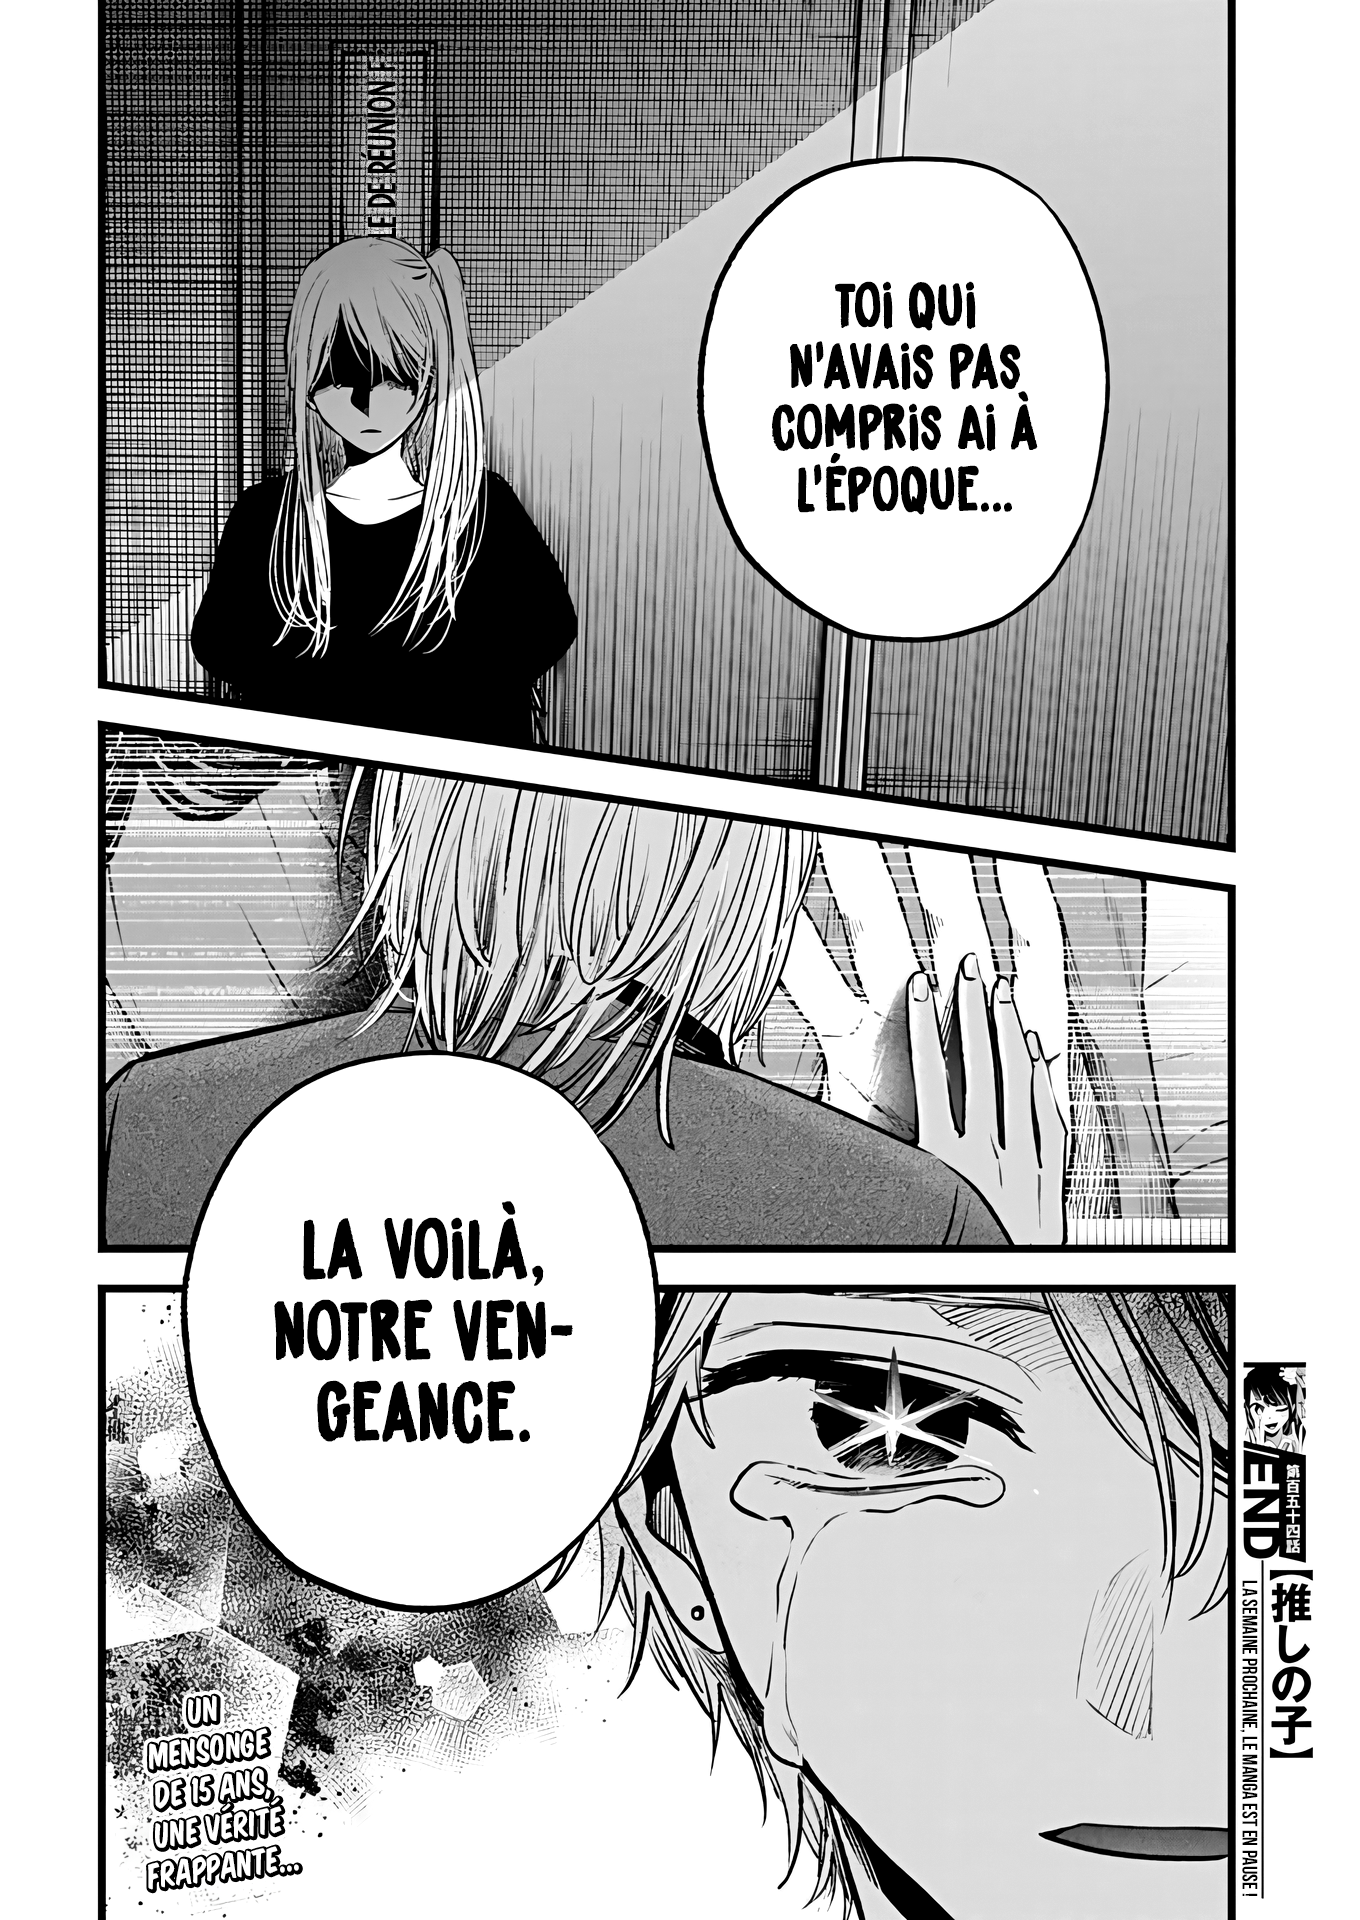 LE DE RÉUNION F
TOI QUI
N'AVAIS PAS
COMPRIS AI À
L'ÉPOQUE...
LA VOILÀ,
NOTRE VEN-
GEANCE.
UN
MENSONGE
DE 15 ANS,
UNE VÉRITÉ
FRAPPANTE...
第百五十四話
END
【推しの子】
LA SEMAINE PROCHAINE, LE MANGA EST EN PAUSE !